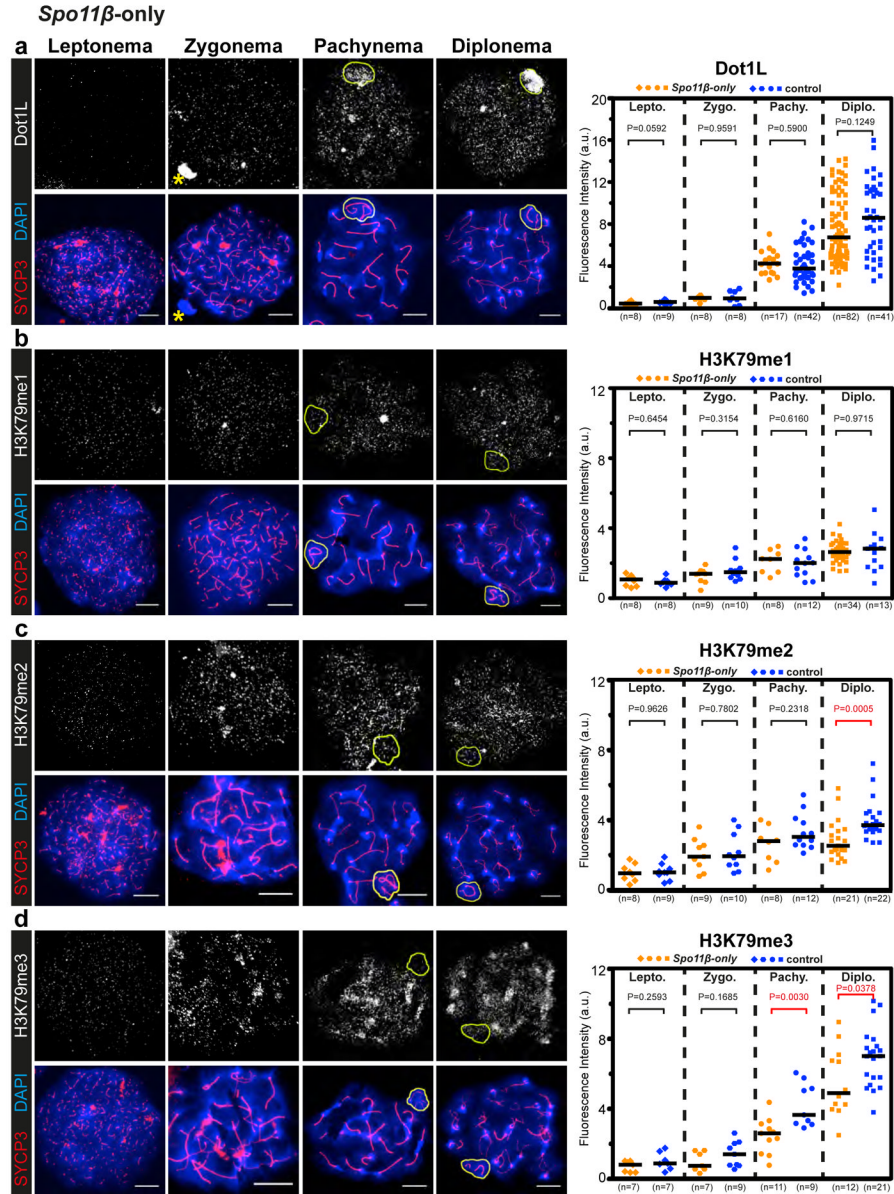 Spo11β-only
Leptonema Zygonema Pachynema Diplonema
a
Dot1L
SYCP3 DAPI
*
*
Dot1L
Spo11β-only control
Fluorescence Intensity (a.u.)
20
16
12
8
4
0
Lepto. Zygo. Pachy. Diplo.
P=0.0592 P=0.9591 P=0.5900 P=0.1249
(n=8) (n=9) (n=8) (n=8) (n=17) (n=42) (n=82) (n=41)
b
H3K79me1
SYCP3 DAPI
H3K79me1
Spo11β-only control
Fluorescence Intensity (a.u.)
12
8
4
0
Lepto. Zygo. Pachy. Diplo.
P=0.6454 P=0.3154 P=0.6160 P=0.9715
(n=8) (n=8) (n=9) (n=10) (n=8) (n=12) (n=34) (n=13)
c
H3K79me2
SYCP3 DAPI
H3K79me2
Spo11β-only control
Fluorescence Intensity (a.u.)
12
8
4
0
Lepto. Zygo. Pachy. Diplo.
P=0.9626 P=0.7802 P=0.2318 P=0.0005
(n=8) (n=9) (n=9) (n=10) (n=8) (n=12) (n=21) (n=22)
d
H3K79me3
SYCP3 DAPI
H3K79me3
Spo11β-only control
Fluorescence Intensity (a.u.)
12
8
4
0
Lepto. Zygo. Pachy. Diplo.
P=0.2593 P=0.1685 P=0.0030 P=0.0378
(n=7) (n=7) (n=7) (n=9) (n=11) (n=9) (n=12) (n=21)